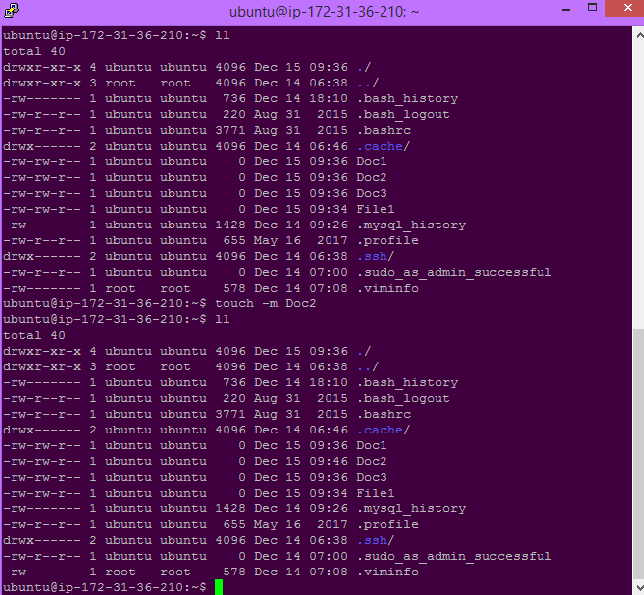 ubuntu@ip-172-31-36-210: ~
ubuntu@ip-172-31-36-210:~$ ll
total 40
drwxr-xr-x 4 ubuntu ubuntu 4096 Dec 15 09:36 ./
drwxr-xr-x 3 root   root   4096 Dec 14 06:38 ../
-rw------- 1 ubuntu ubuntu  736 Dec 14 18:10 .bash_history
-rw-r--r-- 1 ubuntu ubuntu  220 Aug 31  2015 .bash_logout
-rw-r--r-- 1 ubuntu ubuntu 3771 Aug 31  2015 .bashrc
drwx------ 2 ubuntu ubuntu 4096 Dec 14 06:46 .cache/
-rw-rw-r-- 1 ubuntu ubuntu    0 Dec 15 09:36 Doc1
-rw-rw-r-- 1 ubuntu ubuntu    0 Dec 15 09:36 Doc2
-rw-rw-r-- 1 ubuntu ubuntu    0 Dec 15 09:36 Doc3
-rw-rw-r-- 1 ubuntu ubuntu    0 Dec 15 09:34 File1
-rw------- 1 ubuntu ubuntu 1428 Dec 14 09:26 .mysql_history
-rw-r--r-- 1 ubuntu ubuntu  655 May 16  2017 .profile
drwx------ 2 ubuntu ubuntu 4096 Dec 14 06:38 .ssh/
-rw-r--r-- 1 ubuntu ubuntu    0 Dec 14 07:00 .sudo_as_admin_successful
-rw------- 1 root   root    578 Dec 14 07:08 .viminfo
ubuntu@ip-172-31-36-210:~$ touch -m Doc2
ubuntu@ip-172-31-36-210:~$ ll
total 40
drwxr-xr-x 4 ubuntu ubuntu 4096 Dec 15 09:36 ./
drwxr-xr-x 3 root   root   4096 Dec 14 06:38 ../
-rw------- 1 ubuntu ubuntu  736 Dec 14 18:10 .bash_history
-rw-r--r-- 1 ubuntu ubuntu  220 Aug 31  2015 .bash_logout
-rw-r--r-- 1 ubuntu ubuntu 3771 Aug 31  2015 .bashrc
drwx------ 2 ubuntu ubuntu 4096 Dec 14 06:46 .cache/
-rw-rw-r-- 1 ubuntu ubuntu    0 Dec 15 09:36 Doc1
-rw-rw-r-- 1 ubuntu ubuntu    0 Dec 15 09:46 Doc2
-rw-rw-r-- 1 ubuntu ubuntu    0 Dec 15 09:36 Doc3
-rw-rw-r-- 1 ubuntu ubuntu    0 Dec 15 09:34 File1
-rw------- 1 ubuntu ubuntu 1428 Dec 14 09:26 .mysql_history
-rw-r--r-- 1 ubuntu ubuntu  655 May 16  2017 .profile
drwx------ 2 ubuntu ubuntu 4096 Dec 14 06:38 .ssh/
-rw-r--r-- 1 ubuntu ubuntu    0 Dec 14 07:00 .sudo_as_admin_successful
-rw------- 1 root   root    578 Dec 14 07:08 .viminfo
ubuntu@ip-172-31-36-210:~$